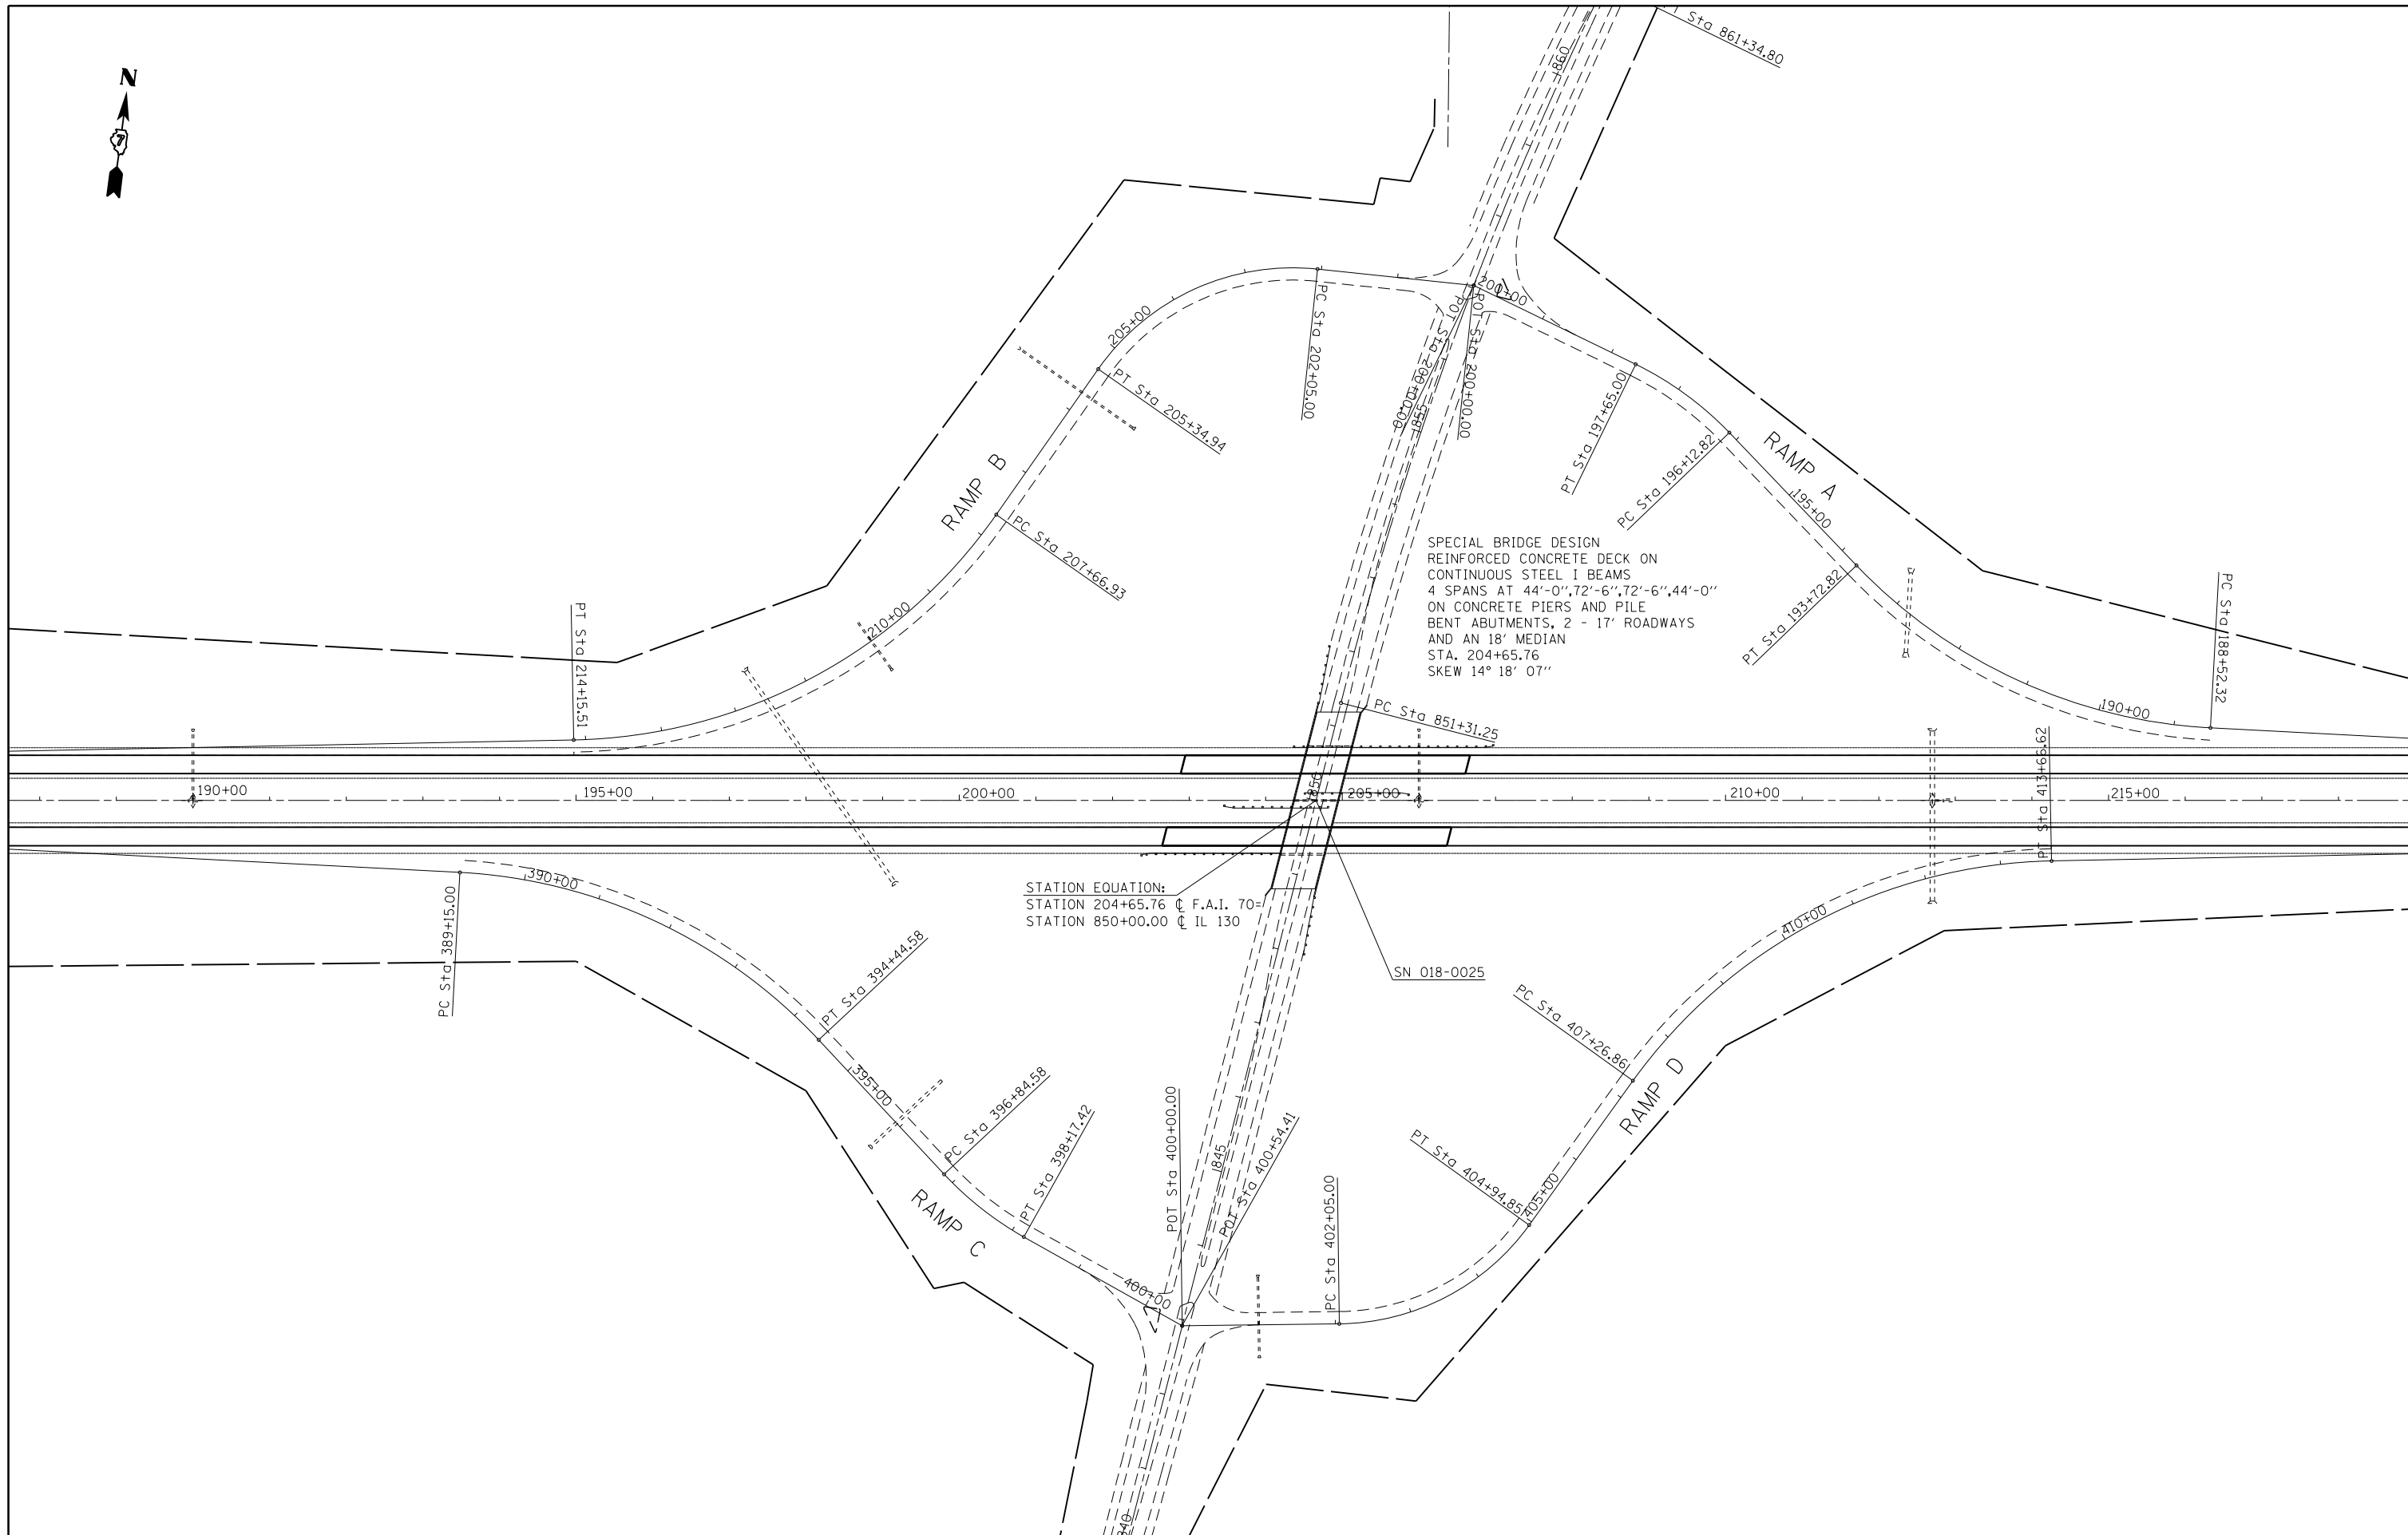 Sta 861+34.80
N
7
860
200+00
PC Sta 202+05.00
POT Sta 200+00.00
POT Sta 200+00.00
855
205+00
PT Sta 205+34.94
PT Sta 197+65.00
PC Sta 196+12.82
RAMP A
195+00
RAMP B
PC Sta 207+66.93
SPECIAL BRIDGE DESIGN
REINFORCED CONCRETE DECK ON
CONTINUOUS STEEL I BEAMS
4 SPANS AT 44'-0",72'-6",72'-6",44'-0"
ON CONCRETE PIERS AND PILE
BENT ABUTMENTS, 2 - 17' ROADWAYS
AND AN 18' MEDIAN
STA. 204+65.76
SKEW 14° 18' 07"
PT Sta 193+72.82
PC Sta 188+52.32
190+00
210+00
PT Sta 214+15.51
PC Sta 851+31.25
PT Sta 413+66.62
190+00
195+00
200+00
205+00
210+00
215+00
STATION EQUATION:
STATION 204+65.76 ℄ F.A.I. 70=
STATION 850+00.00 ℄ IL 130
SN 018-0025
390+00
PC Sta 389+15.00
PT Sta 394+44.58
410+00
PC Sta 407+26.86
395+00
PC Sta 396+84.58
PT Sta 398+17.42
POT Sta 400+00.00
POT Sta 400+54.41
845
RAMP D
PT Sta 404+94.85
405+00
RAMP C
PC Sta 402+05.00
400+00
840